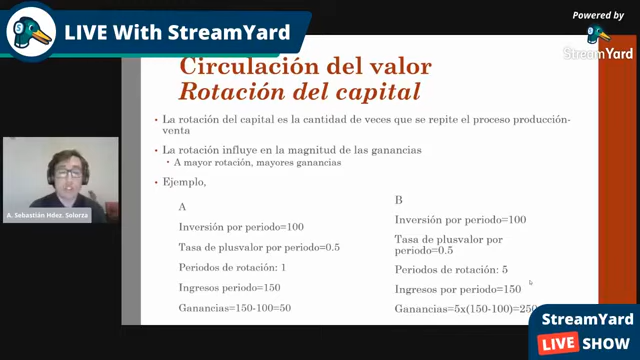 LIVE With StreamYard
Powered by
StreamYard
Circulación del valor
Rotación del capital
• La rotación del capital es la cantidad de veces que se repite el proceso producción-
venta
• La rotación influye en la magnitud de las ganancias
• A mayor rotación, mayores ganancias
• Ejemplo,
A
Inversión por periodo=100
Tasa de plusvalor por periodo=0.5
Periodos de rotación: 1
Ingresos periodo=150
Ganancias=150-100=50
B
Inversión por periodo=100
Tasa de plusvalor por
periodo=0.5
Periodos de rotación: 5
Ingresos por periodo=150
Ganancias=5x(150-100)=250
A. Sebastián Hdez. Solorza
StreamYard
LIVE SHOW